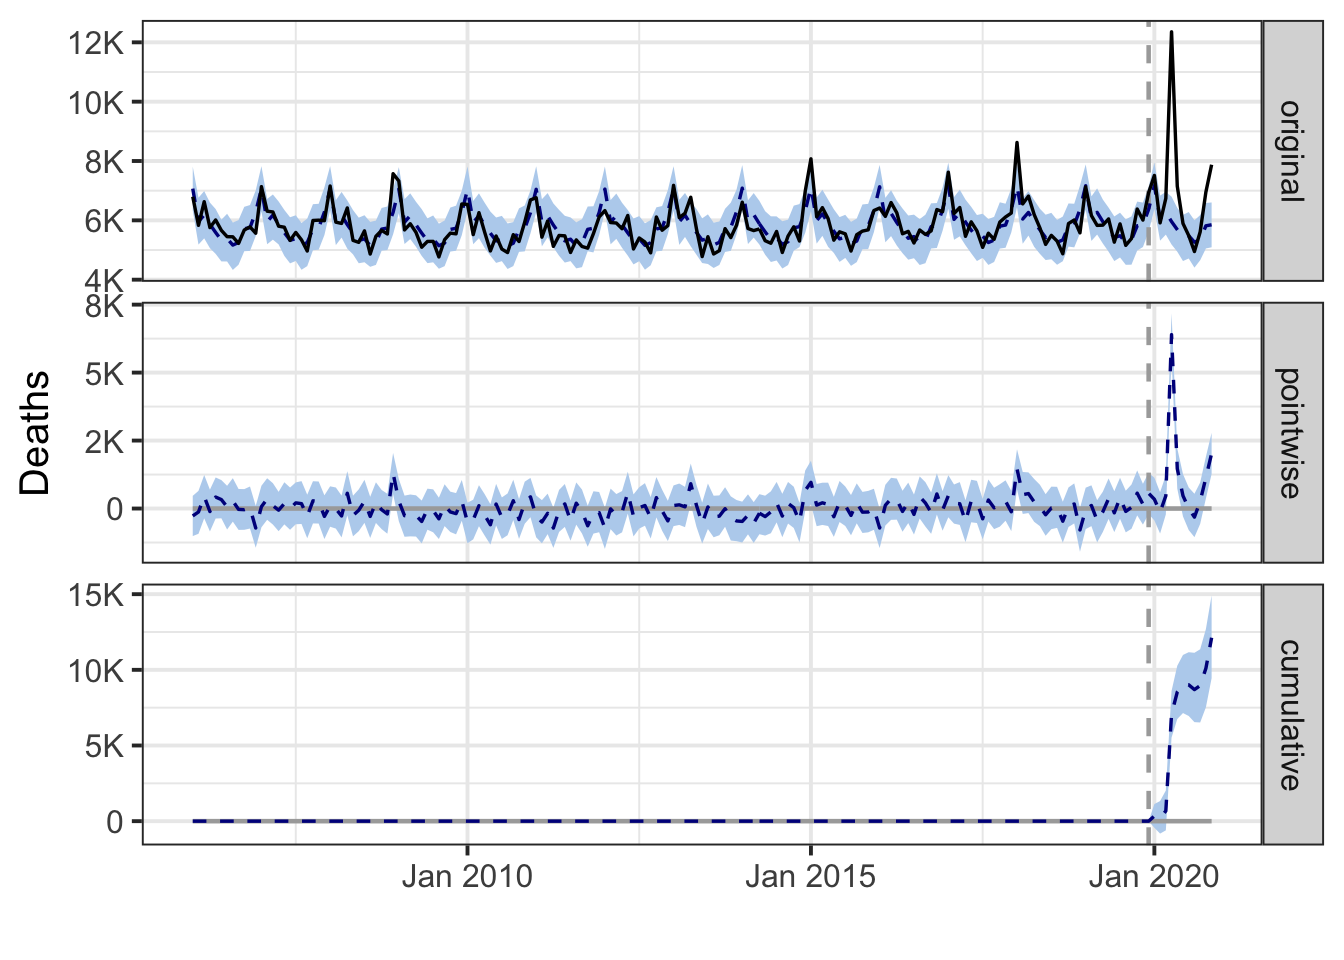 Deaths
12K
10K
8K
6K
4K
original
8K
5K
2K
0
pointwise
15K
10K
5K
0
cumulative
Jan 2010
Jan 2015
Jan 2020